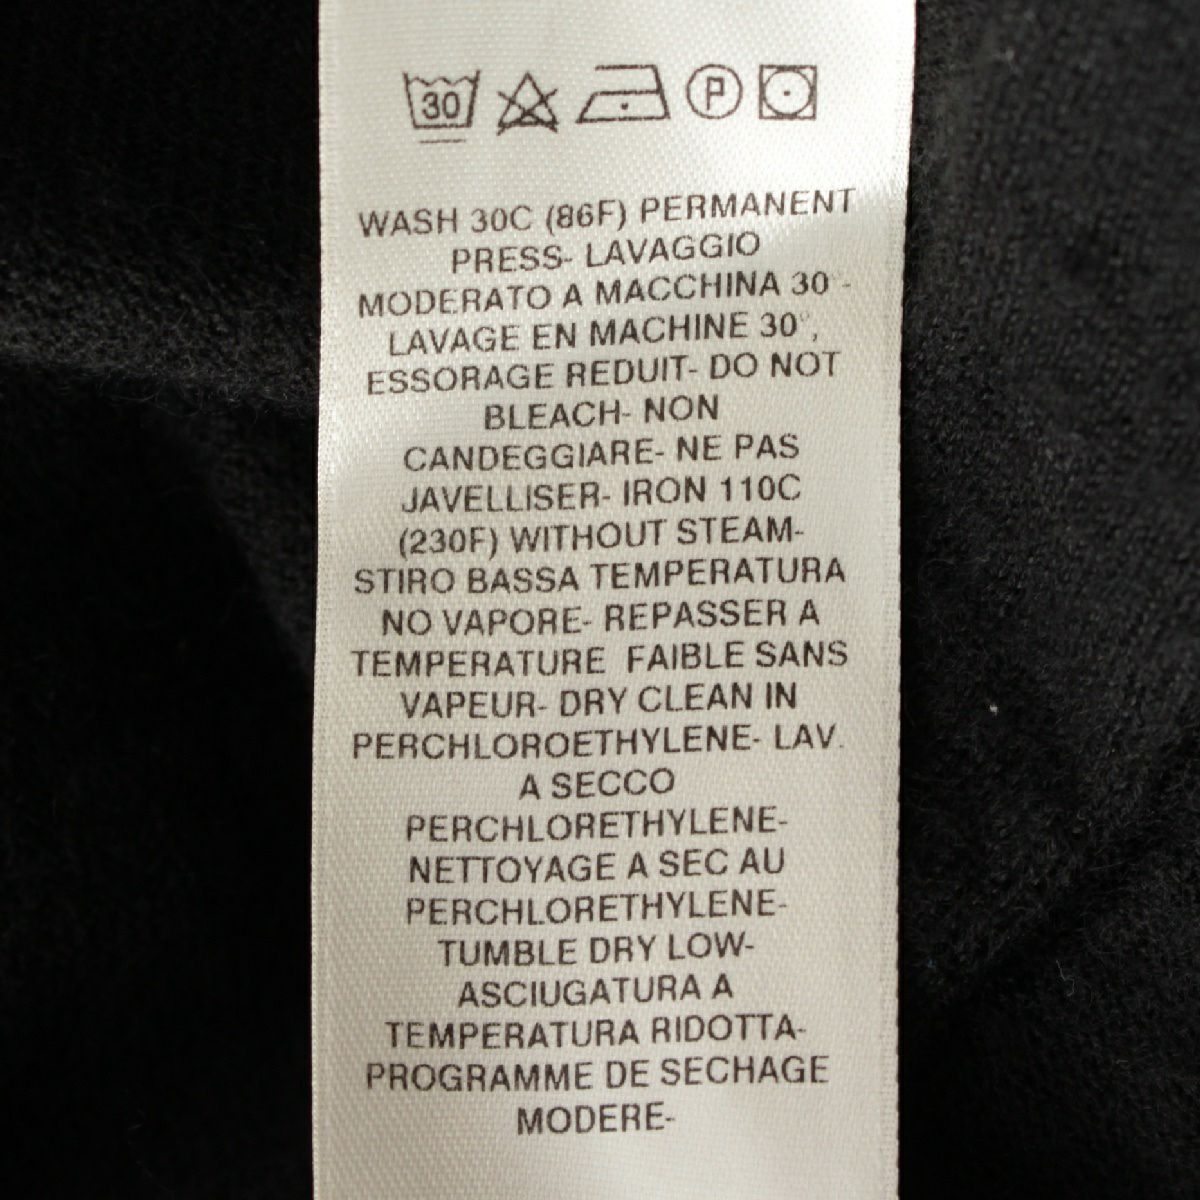 30 P
WASH 30C (86F) PERMANENT
PRESS- LAVAGGIO
MODERATO A MACCHINA 30°-
LAVAGE EN MACHINE 30°,
ESSORAGE REDUIT- DO NOT
BLEACH- NON
CANDEGGIARE- NE PAS
JAVELLISER- IRON 110C
(230F) WITHOUT STEAM-
STIRO BASSA TEMPERATURA
NO VAPORE- REPASSER A
TEMPERATURE FAIBLE SANS
VAPEUR- DRY CLEAN IN
PERCHLOROETHYLENE- LAV.
A SECCO
PERCHLORETHYLENE-
NETTOYAGE A SEC AU
PERCHLORETHYLENE-
TUMBLE DRY LOW-
ASCIUGATURA A
TEMPERATURA RIDOTTA-
PROGRAMME DE SECHAGE
MODERE-